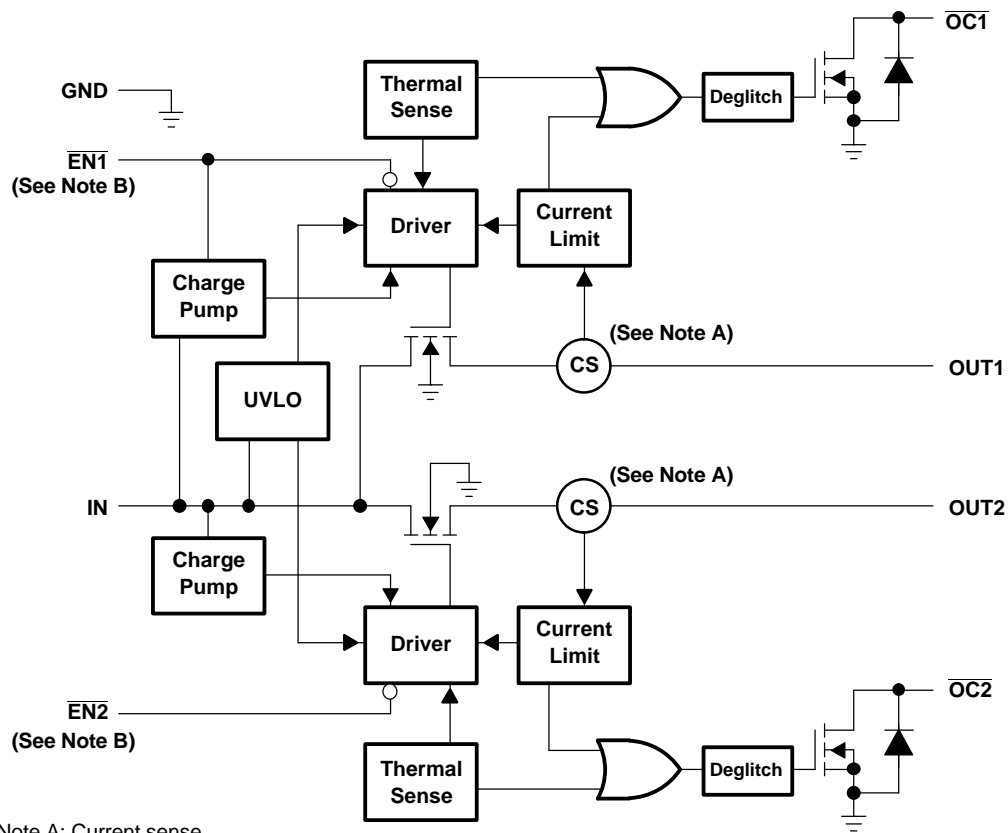 OC1
Thermal
Sense
Deglitch
GND
EN1
(See Note B)
Driver
Current
Limit
Charge
Pump
(See Note A)
CS
OUT1
UVLO
(See Note A)
IN
CS
OUT2
Charge
Pump
Driver
Current
Limit
EN2
(See Note B)
OC2
Thermal
Sense
Deglitch
Note A: Current sense